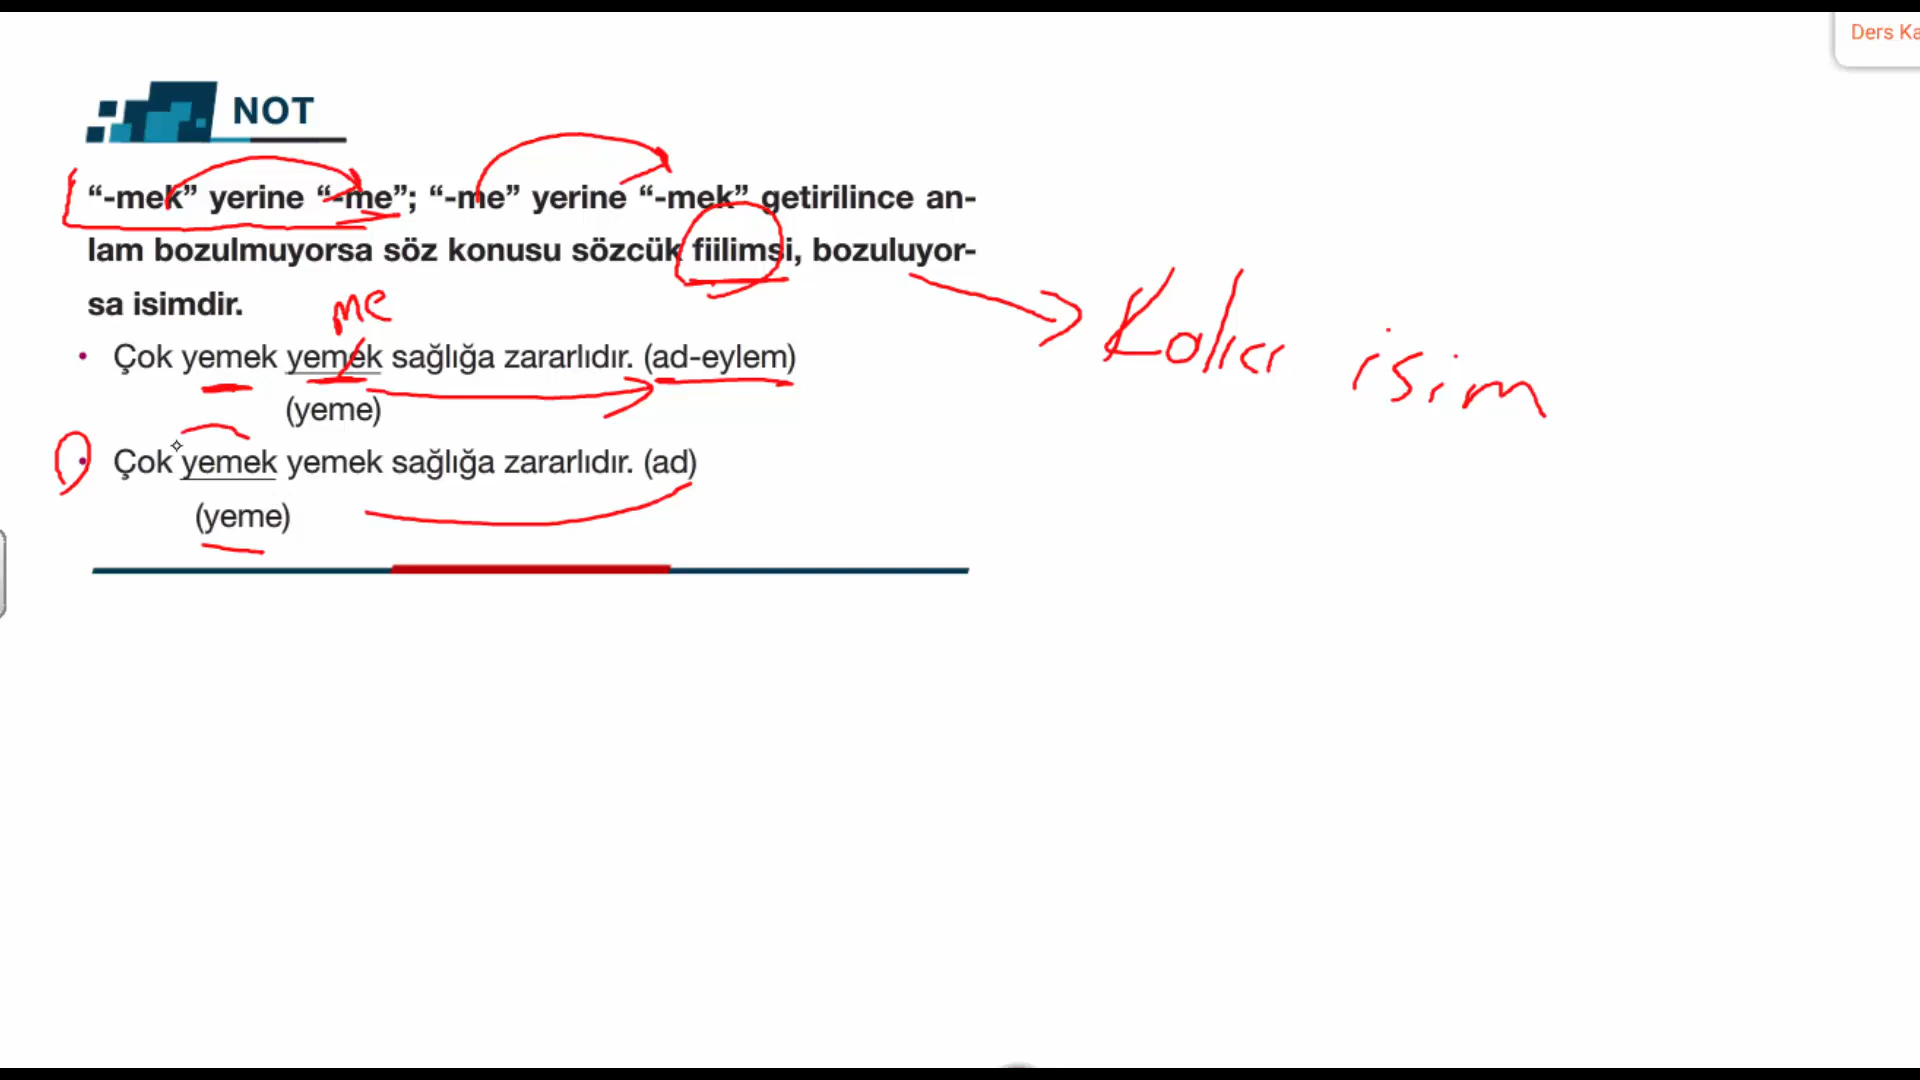 Ders Ka
NOT
“-mek” yerine “-me”; “-me” yerine “-mek” getirilince an-
lam bozulmuyorsa söz konusu sözcük fiilimsi, bozuluyor-
sa isimdir.
me
Kalıcı isim
• Çok yemek yemek sağlığa zararlıdır. (ad-eylem)
(yeme)
• Çok yemek yemek sağlığa zararlıdır. (ad)
(yeme)